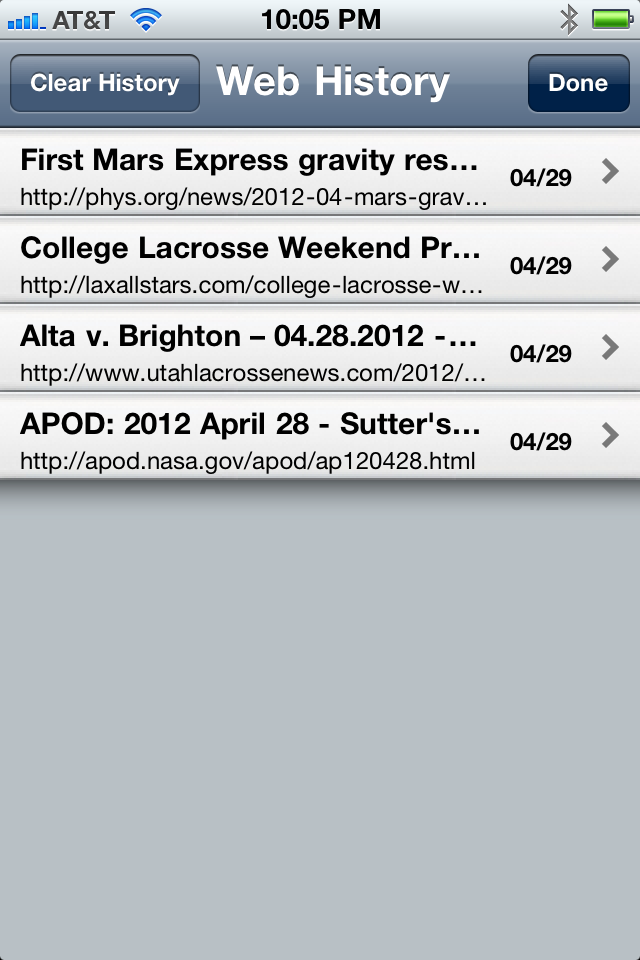 AT&T 10:05 PM
Clear History Web History Done
First Mars Express gravity res...
04/29
http://phys.org/news/2012-04-mars-grav...
College Lacrosse Weekend Pr...
04/29
http://laxallstars.com/college-lacrosse-w...
Alta v. Brighton – 04.28.2012 -...
04/29
http://www.utahlacrossenews.com/2012/...
APOD: 2012 April 28 - Sutter's...
04/29
http://apod.nasa.gov/apod/ap120428.html